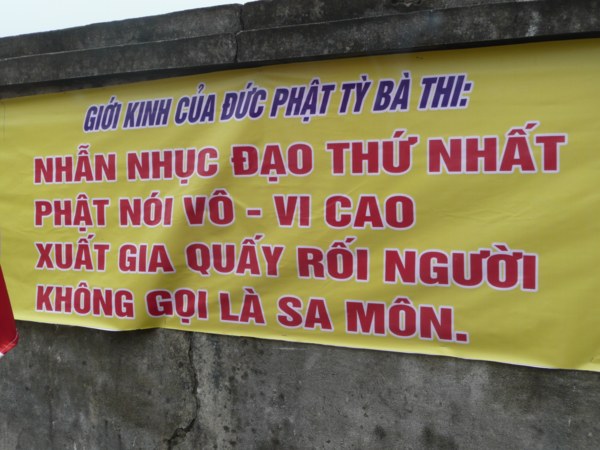 GIỚI KINH CỦA ĐỨC PHẬT TỲ BÀ THI:
NHẪN NHỤC ĐẠO THỨ NHẤT
PHẬT NÓI VÔ - VI CAO
XUẤT GIA QUẤY RỐI NGƯỜI
KHÔNG GỌI LÀ SA MÔN.